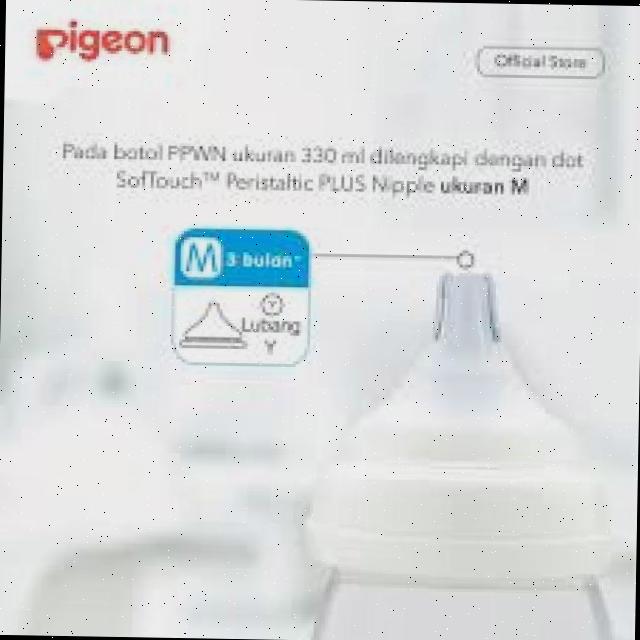 pigeon
Official Store
Pada botol PPWN ukuran 330 ml dilengkapi dengan dot
SofTouch™ Peristaltic PLUS Nipple ukuran M
M 3 bulan+
Y
Lubang
Y